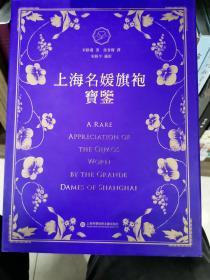 上海名媛旗袍
寶鑒
A RARE
APPRECIATION OF
THE QIPAOS
WORN
BY THE GRANDE
DAMES OF SHANGHAI